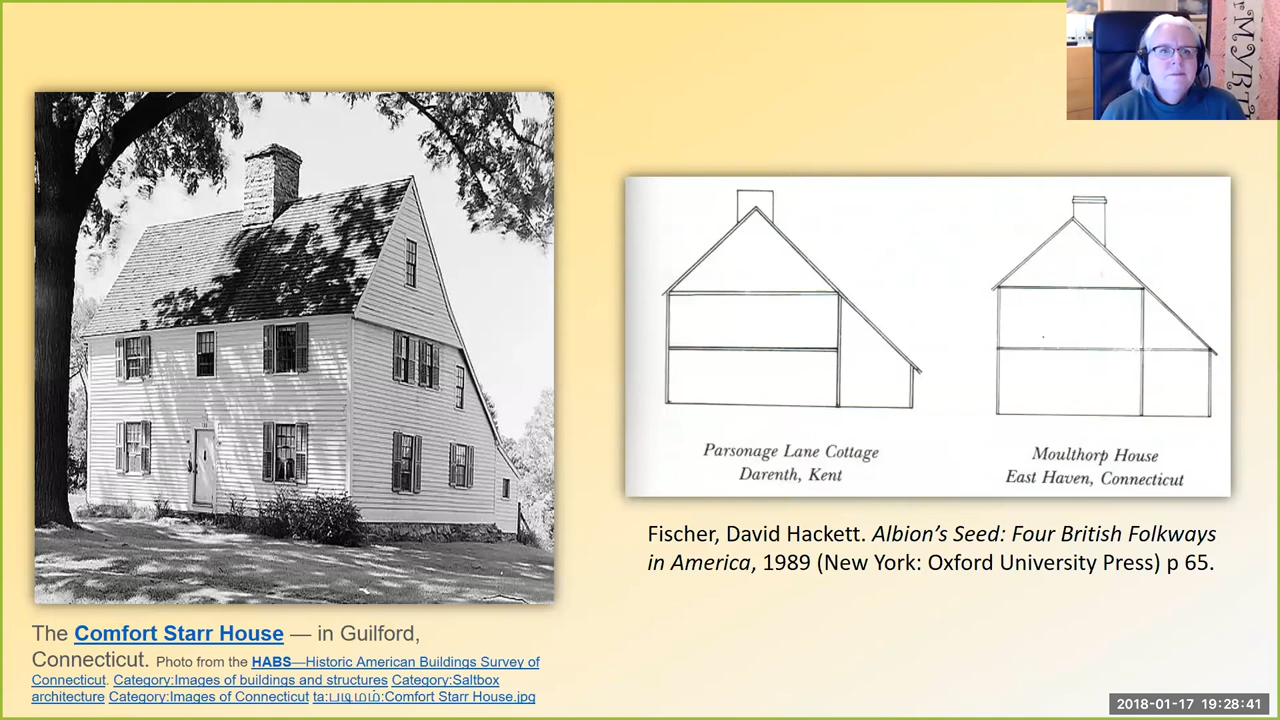 MYRT
Parsonage Lane Cottage
Darenth, Kent
Moulthorp House
East Haven, Connecticut
Fischer, David Hackett. Albion’s Seed: Four British Folkways
in America, 1989 (New York: Oxford University Press) p 65.
The Comfort Starr House — in Guilford,
Connecticut. Photo from the HABS—Historic American Buildings Survey of
Connecticut. Category:Images of buildings and structures Category:Saltbox
architecture Category:Images of Connecticut ta:படிமம்:Comfort Starr House.jpg
2018-01-17 19:28:41